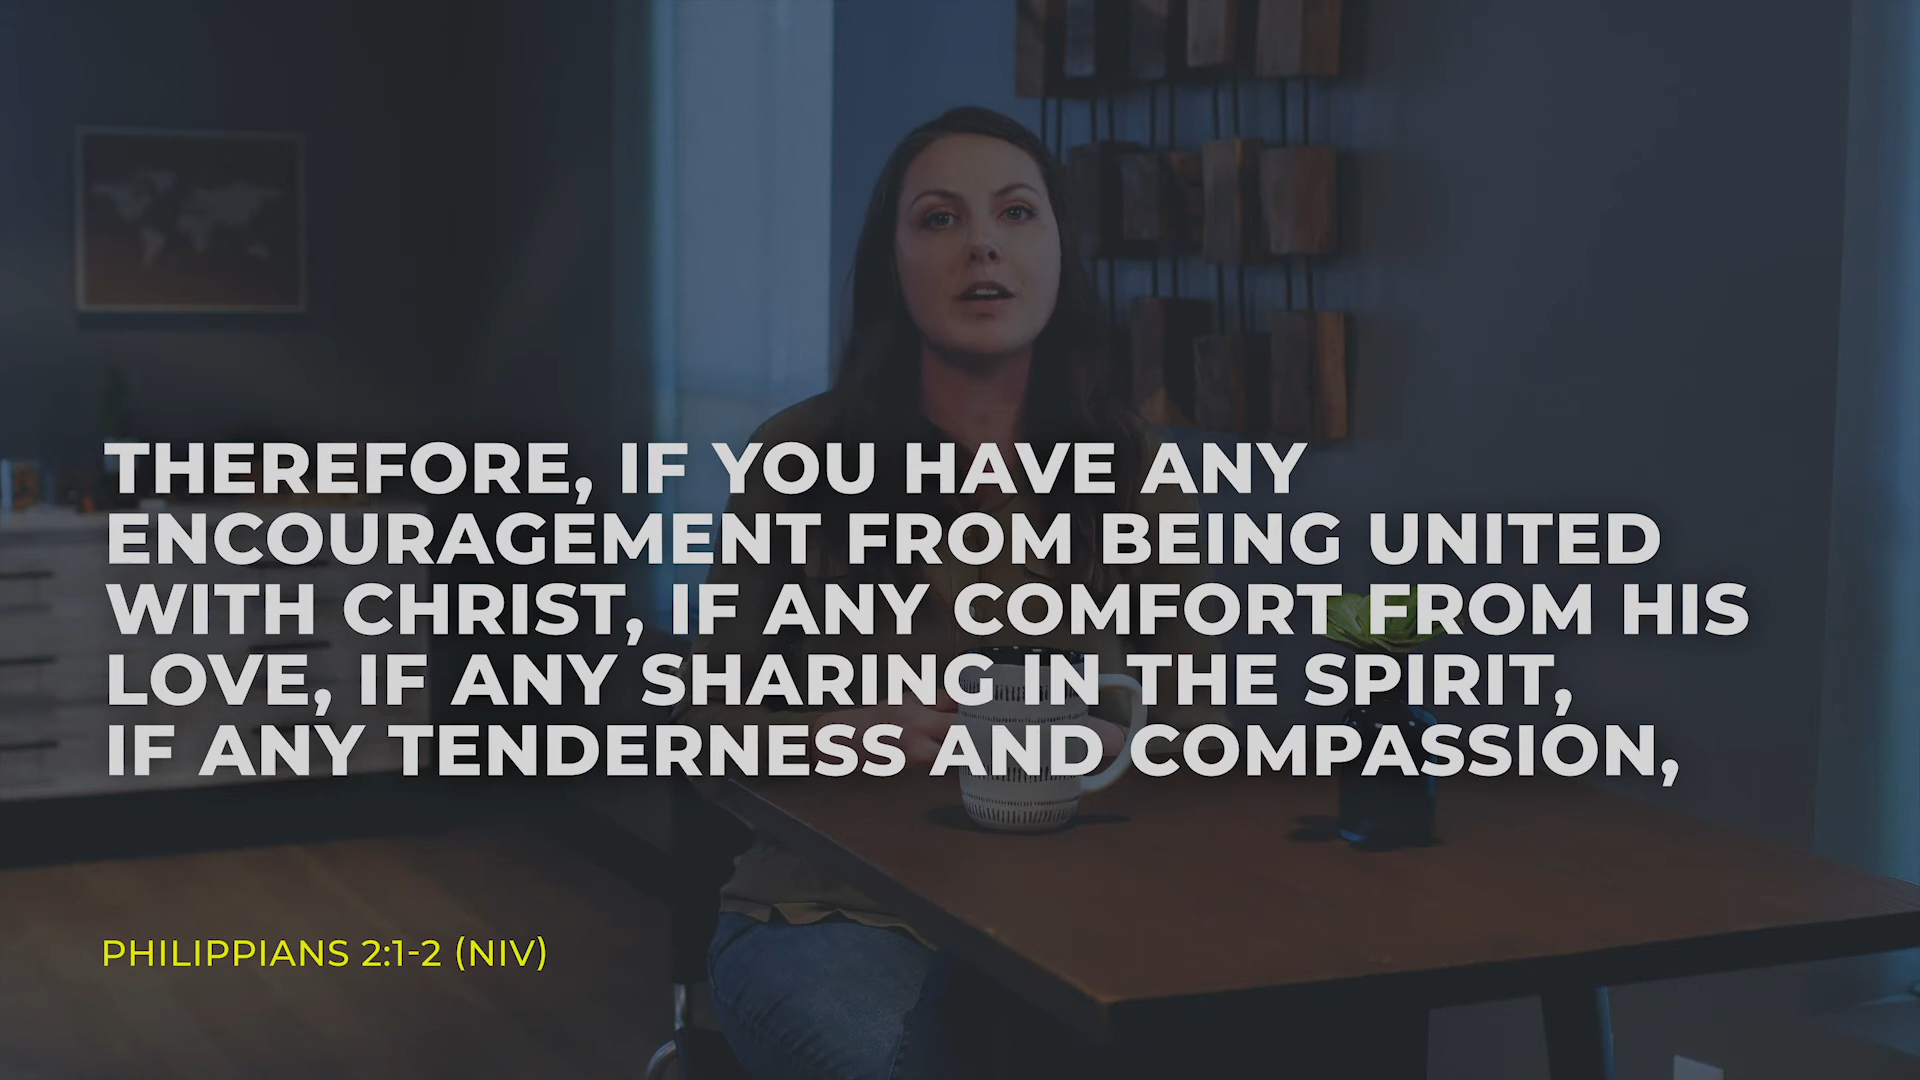 THEREFORE, IF YOU HAVE ANY
ENCOURAGEMENT FROM BEING UNITED
WITH CHRIST, IF ANY COMFORT FROM HIS
LOVE, IF ANY SHARING IN THE SPIRIT,
IF ANY TENDERNESS AND COMPASSION,
PHILIPPIANS 2:1-2 (NIV)